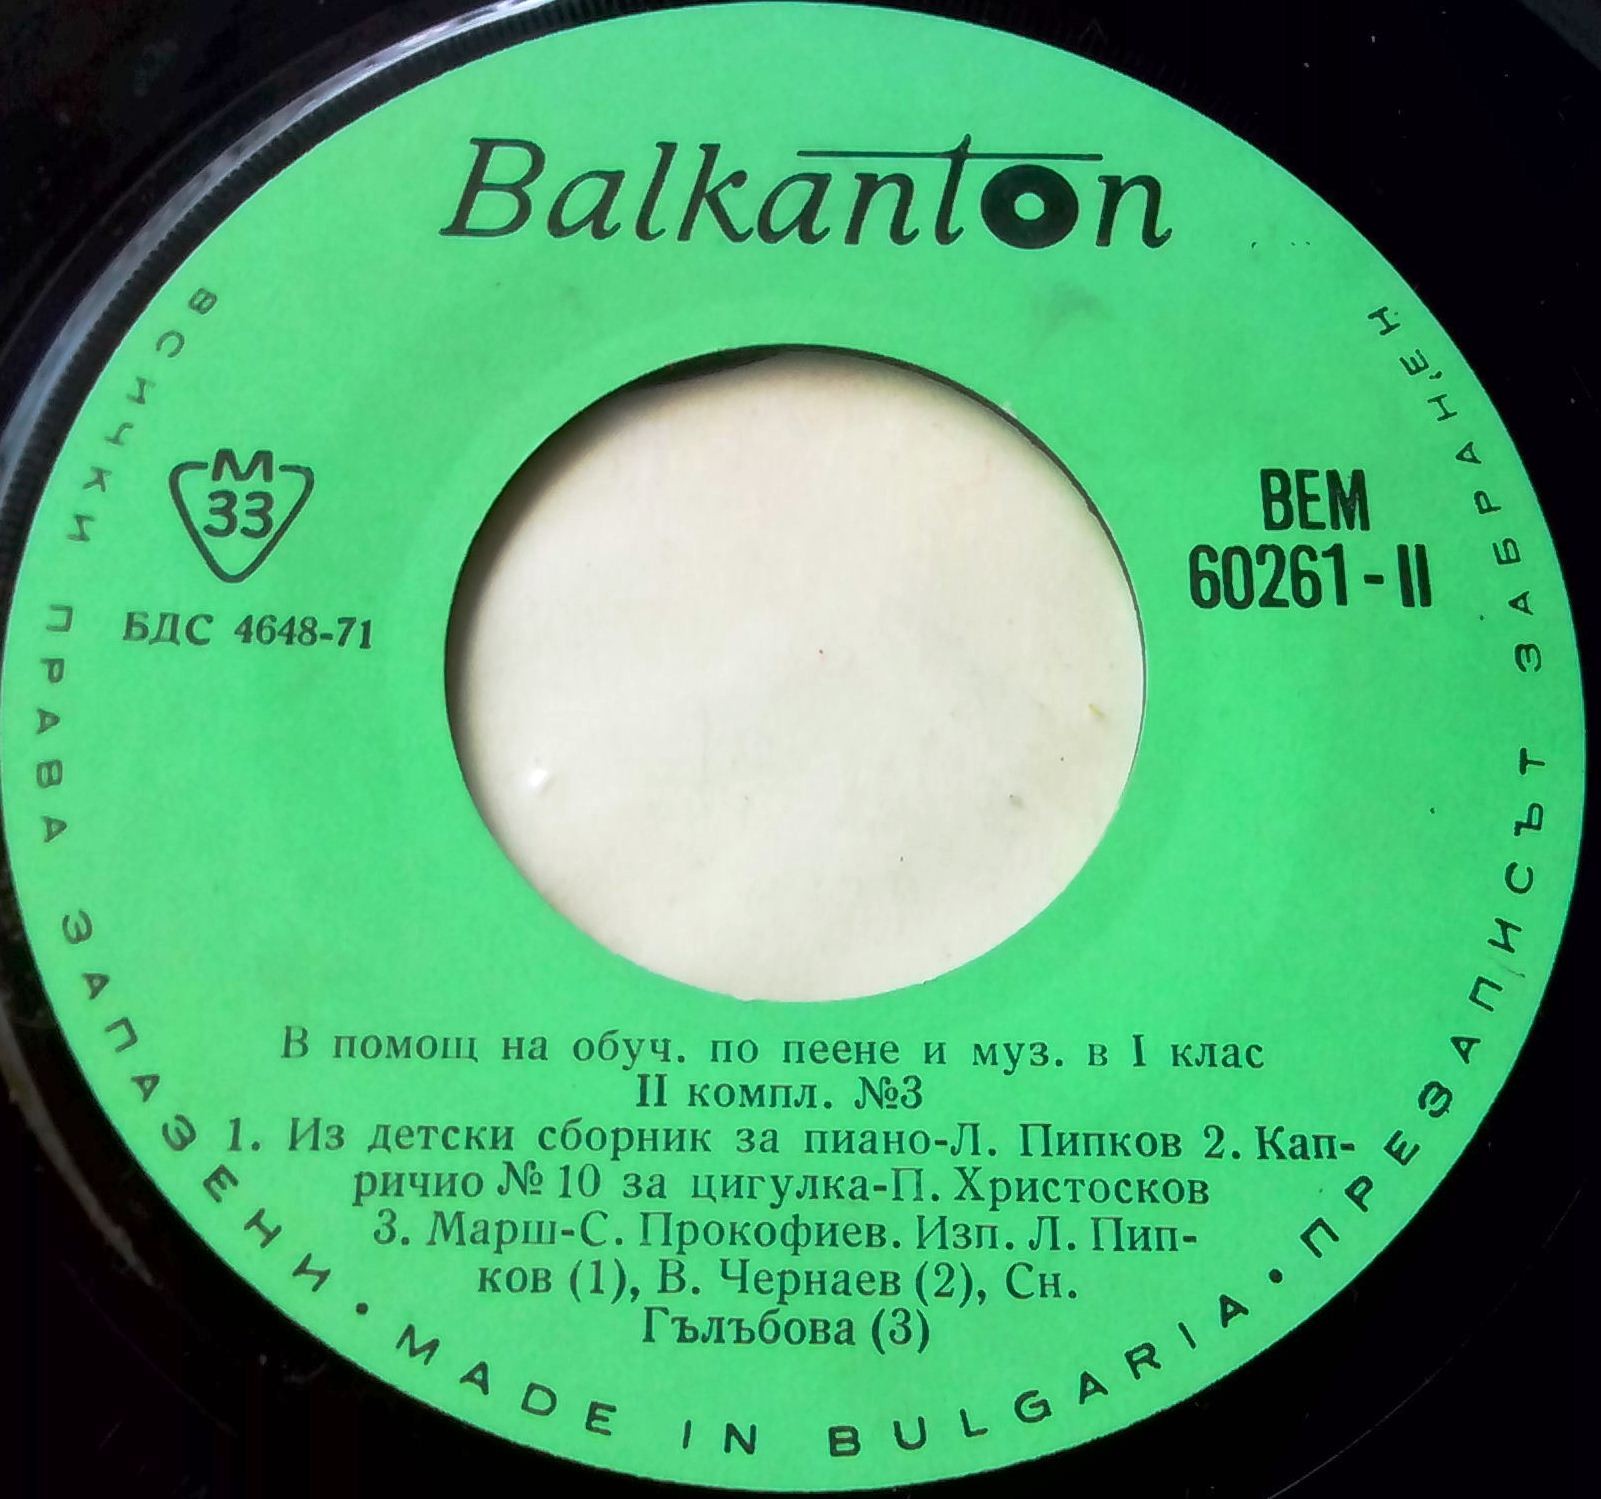 Balkanton
M
33
БДС 4648-71
BEM
60261-II
В помощ на обуч. по пеене и муз. в I клас
II компл. №3
1. Из детски сборник за пиано-Л. Пипков 2. Кап-
ричио № 10 за цигулка-П. Христосков
3. Марш-С. Прокофиев. Изп. Л. Пип-
ков (1), В. Чернаев (2), Сн.
Гълъбова (3)
ВСИЧКИ ПРАВА ЗАПАЗЕНИ • MADE IN BULGARIA • ПРЕЗАПИСЪТ ЗАБРАНЕН